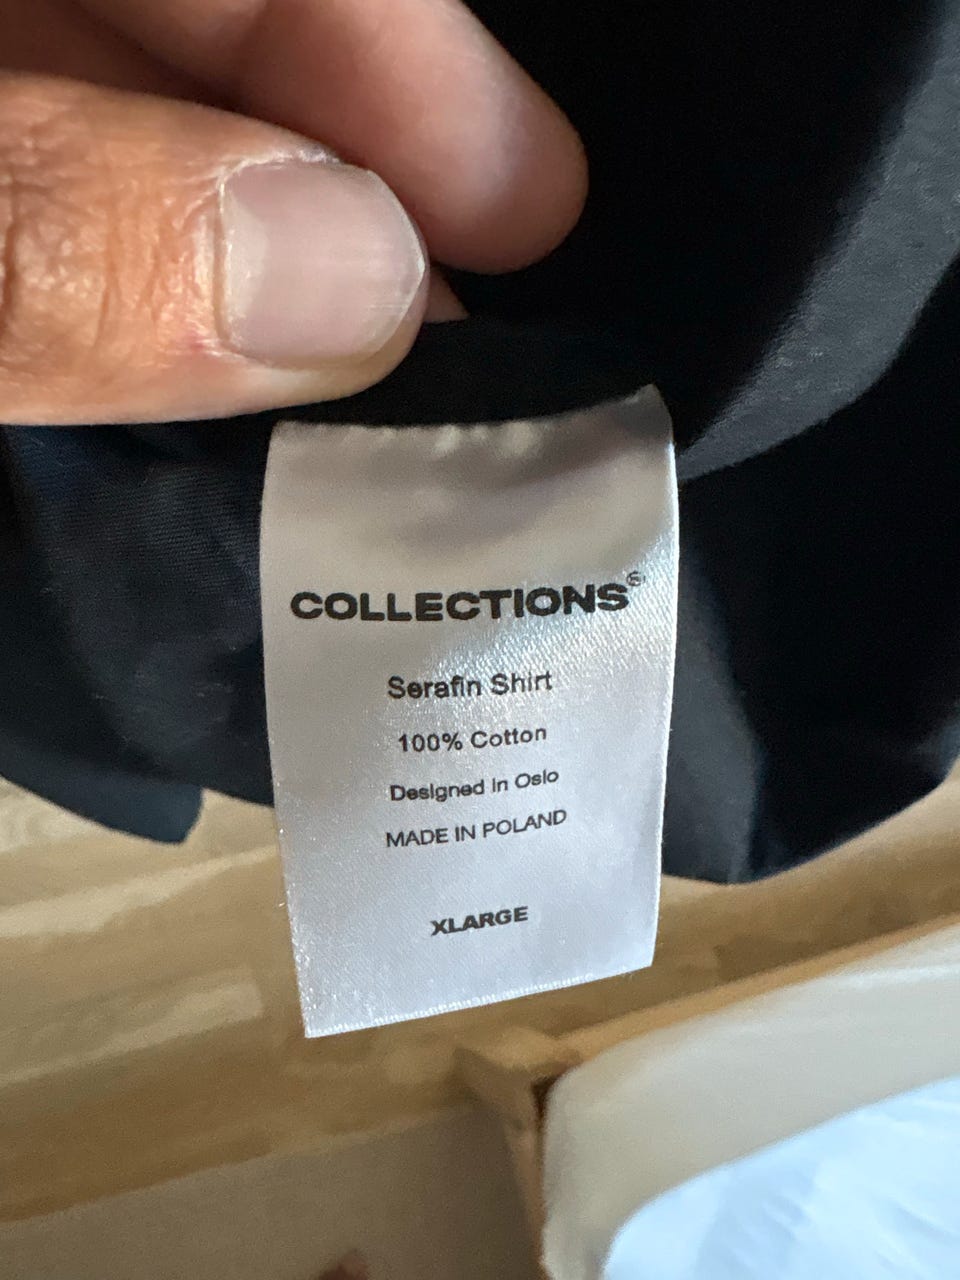 COLLECTIONS
Serafin Shirt
100% Cotton
Designed in Oslo
MADE IN POLAND
XLARGE